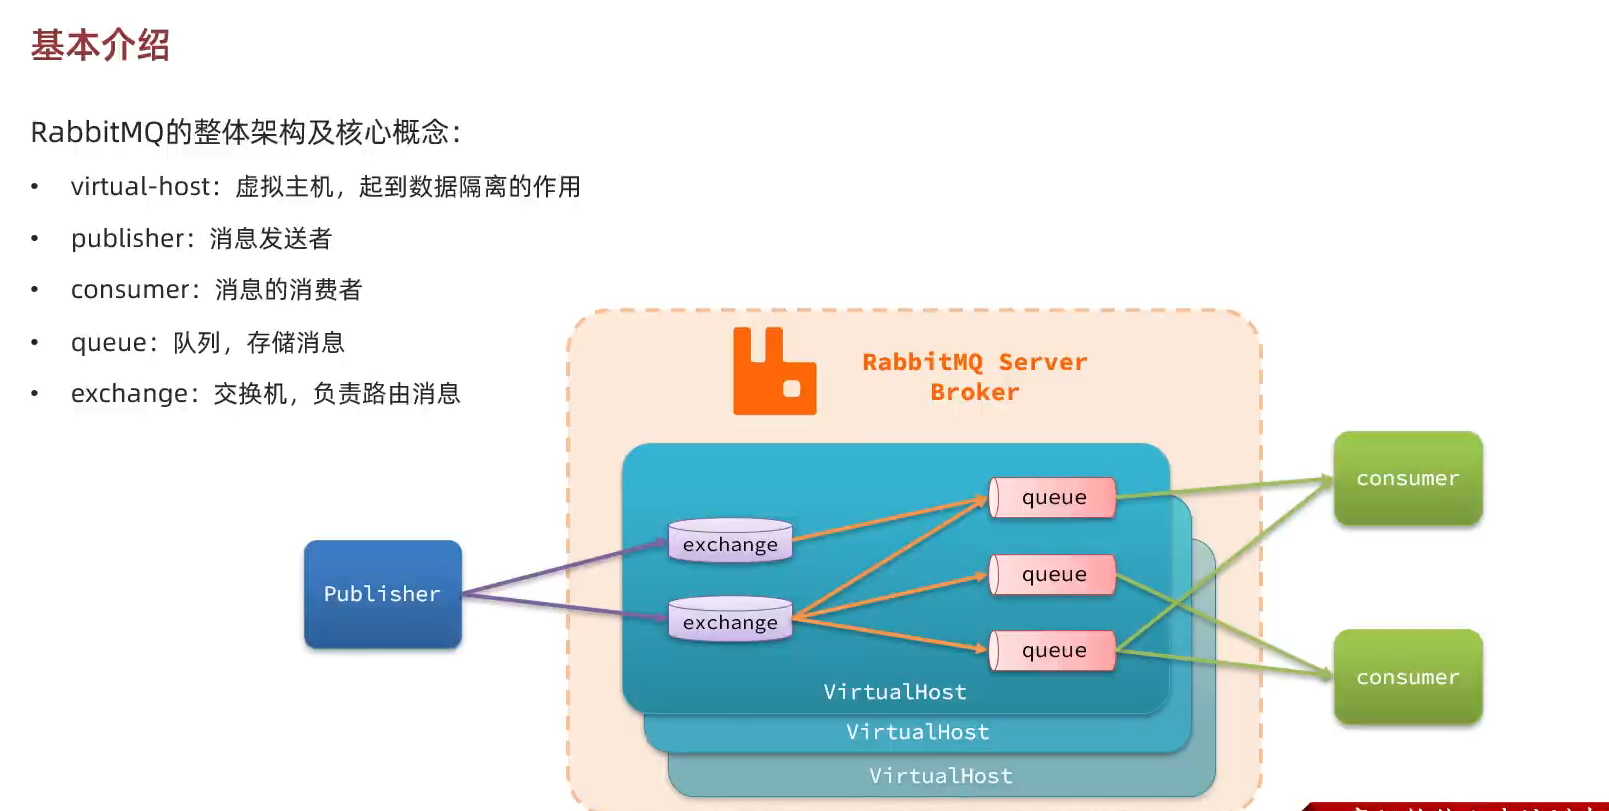 基本介绍
RabbitMQ的整体架构及核心概念：
• virtual-host：虚拟主机，起到数据隔离的作用
• publisher：消息发送者
• consumer：消息的消费者
• queue：队列，存储消息
• exchange：交换机，负责路由消息
RabbitMQ Server
Broker
queue
consumer
exchange
queue
Publisher
exchange
queue
consumer
VirtualHost
VirtualHost
VirtualHost